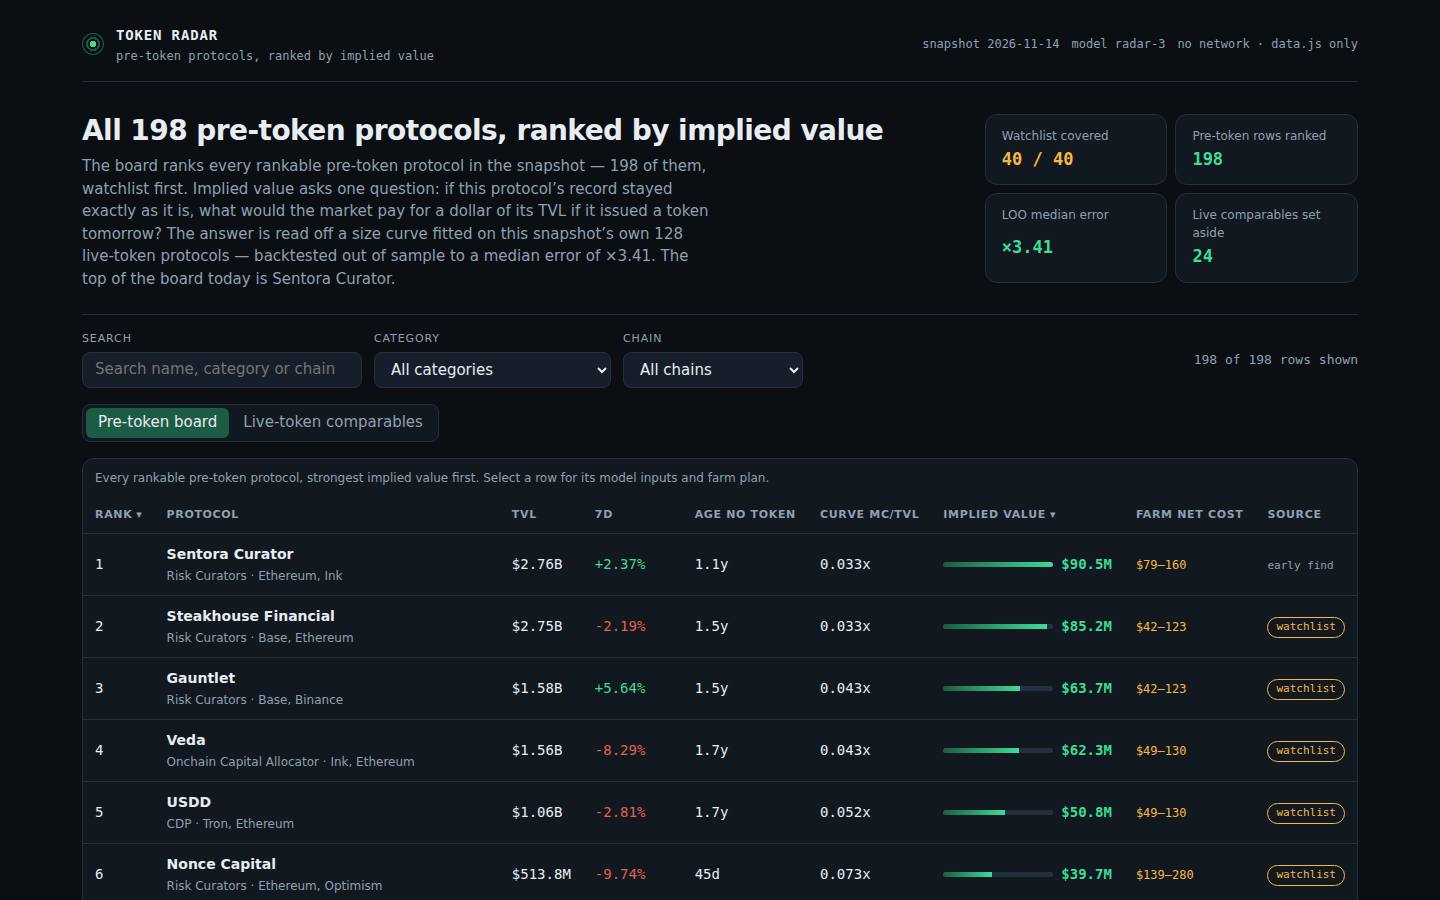 TOKEN RADAR
pre-token protocols, ranked by implied value
snapshot 2026-11-14 model radar-3 no network · data.js only
All 198 pre-token protocols, ranked by implied value
The board ranks every rankable pre-token protocol in the snapshot — 198 of them,
watchlist first. Implied value asks one question: if this protocol’s record stayed
exactly as it is, what would the market pay for a dollar of its TVL if it issued a token
tomorrow? The answer is read off a size curve fitted on this snapshot’s own 128
live-token protocols — backtested out of sample to a median error of ×3.41. The
top of the board today is Sentora Curator.
Watchlist covered
40 / 40
Pre-token rows ranked
198
LOO median error
×3.41
Live comparables set
aside
24
SEARCH
Search name, category or chain
CATEGORY
All categories
CHAIN
All chains
198 of 198 rows shown
Pre-token board
Live-token comparables
Every rankable pre-token protocol, strongest implied value first. Select a row for its model inputs and farm plan.
RANK ▾ PROTOCOL TVL 7D AGE NO TOKEN CURVE MC/TVL IMPLIED VALUE ▾ FARM NET COST SOURCE
1 Sentora Curator $2.76B +2.37% 1.1y 0.033x $90.5M $79–160 early find
Risk Curators · Ethereum, Ink
2 Steakhouse Financial $2.75B -2.19% 1.5y 0.033x $85.2M $42–123 watchlist
Risk Curators · Base, Ethereum
3 Gauntlet $1.58B +5.64% 1.5y 0.043x $63.7M $42–123 watchlist
Risk Curators · Base, Binance
4 Veda $1.56B -8.29% 1.7y 0.043x $62.3M $49–130 watchlist
Onchain Capital Allocator · Ink, Ethereum
5 USDD $1.06B -2.81% 1.7y 0.052x $50.8M $49–130 watchlist
CDP · Tron, Ethereum
6 Nonce Capital $513.8M -9.74% 45d 0.073x $39.7M $139–280 watchlist
Risk Curators · Ethereum, Optimism